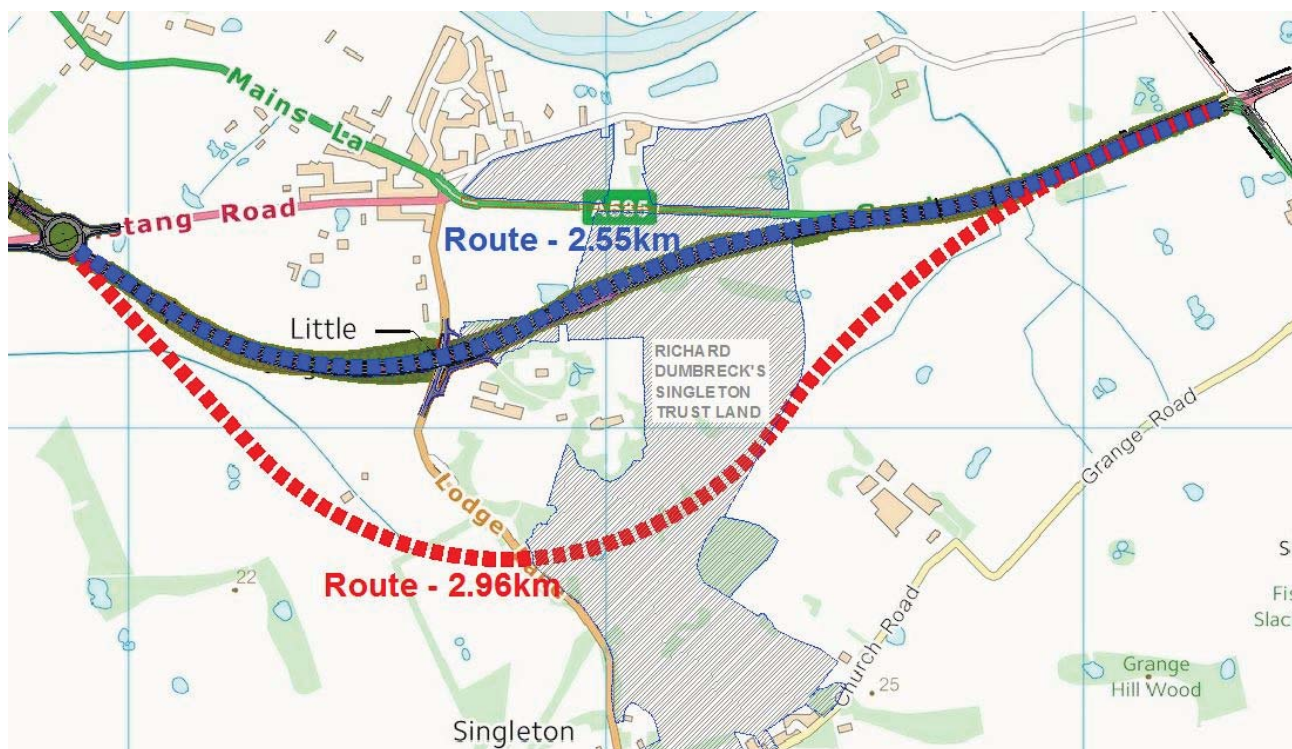 Mains La
stang Road
A585
Route - 2.55km
Little
RICHARD
DUMBRECK'S
SINGLETON
TRUST LAND
Grange Road
Lodge Lane
Route - 2.96km
22
S
Fis
Slac
Church Road
Grange
Hill Wood
25
Singleton